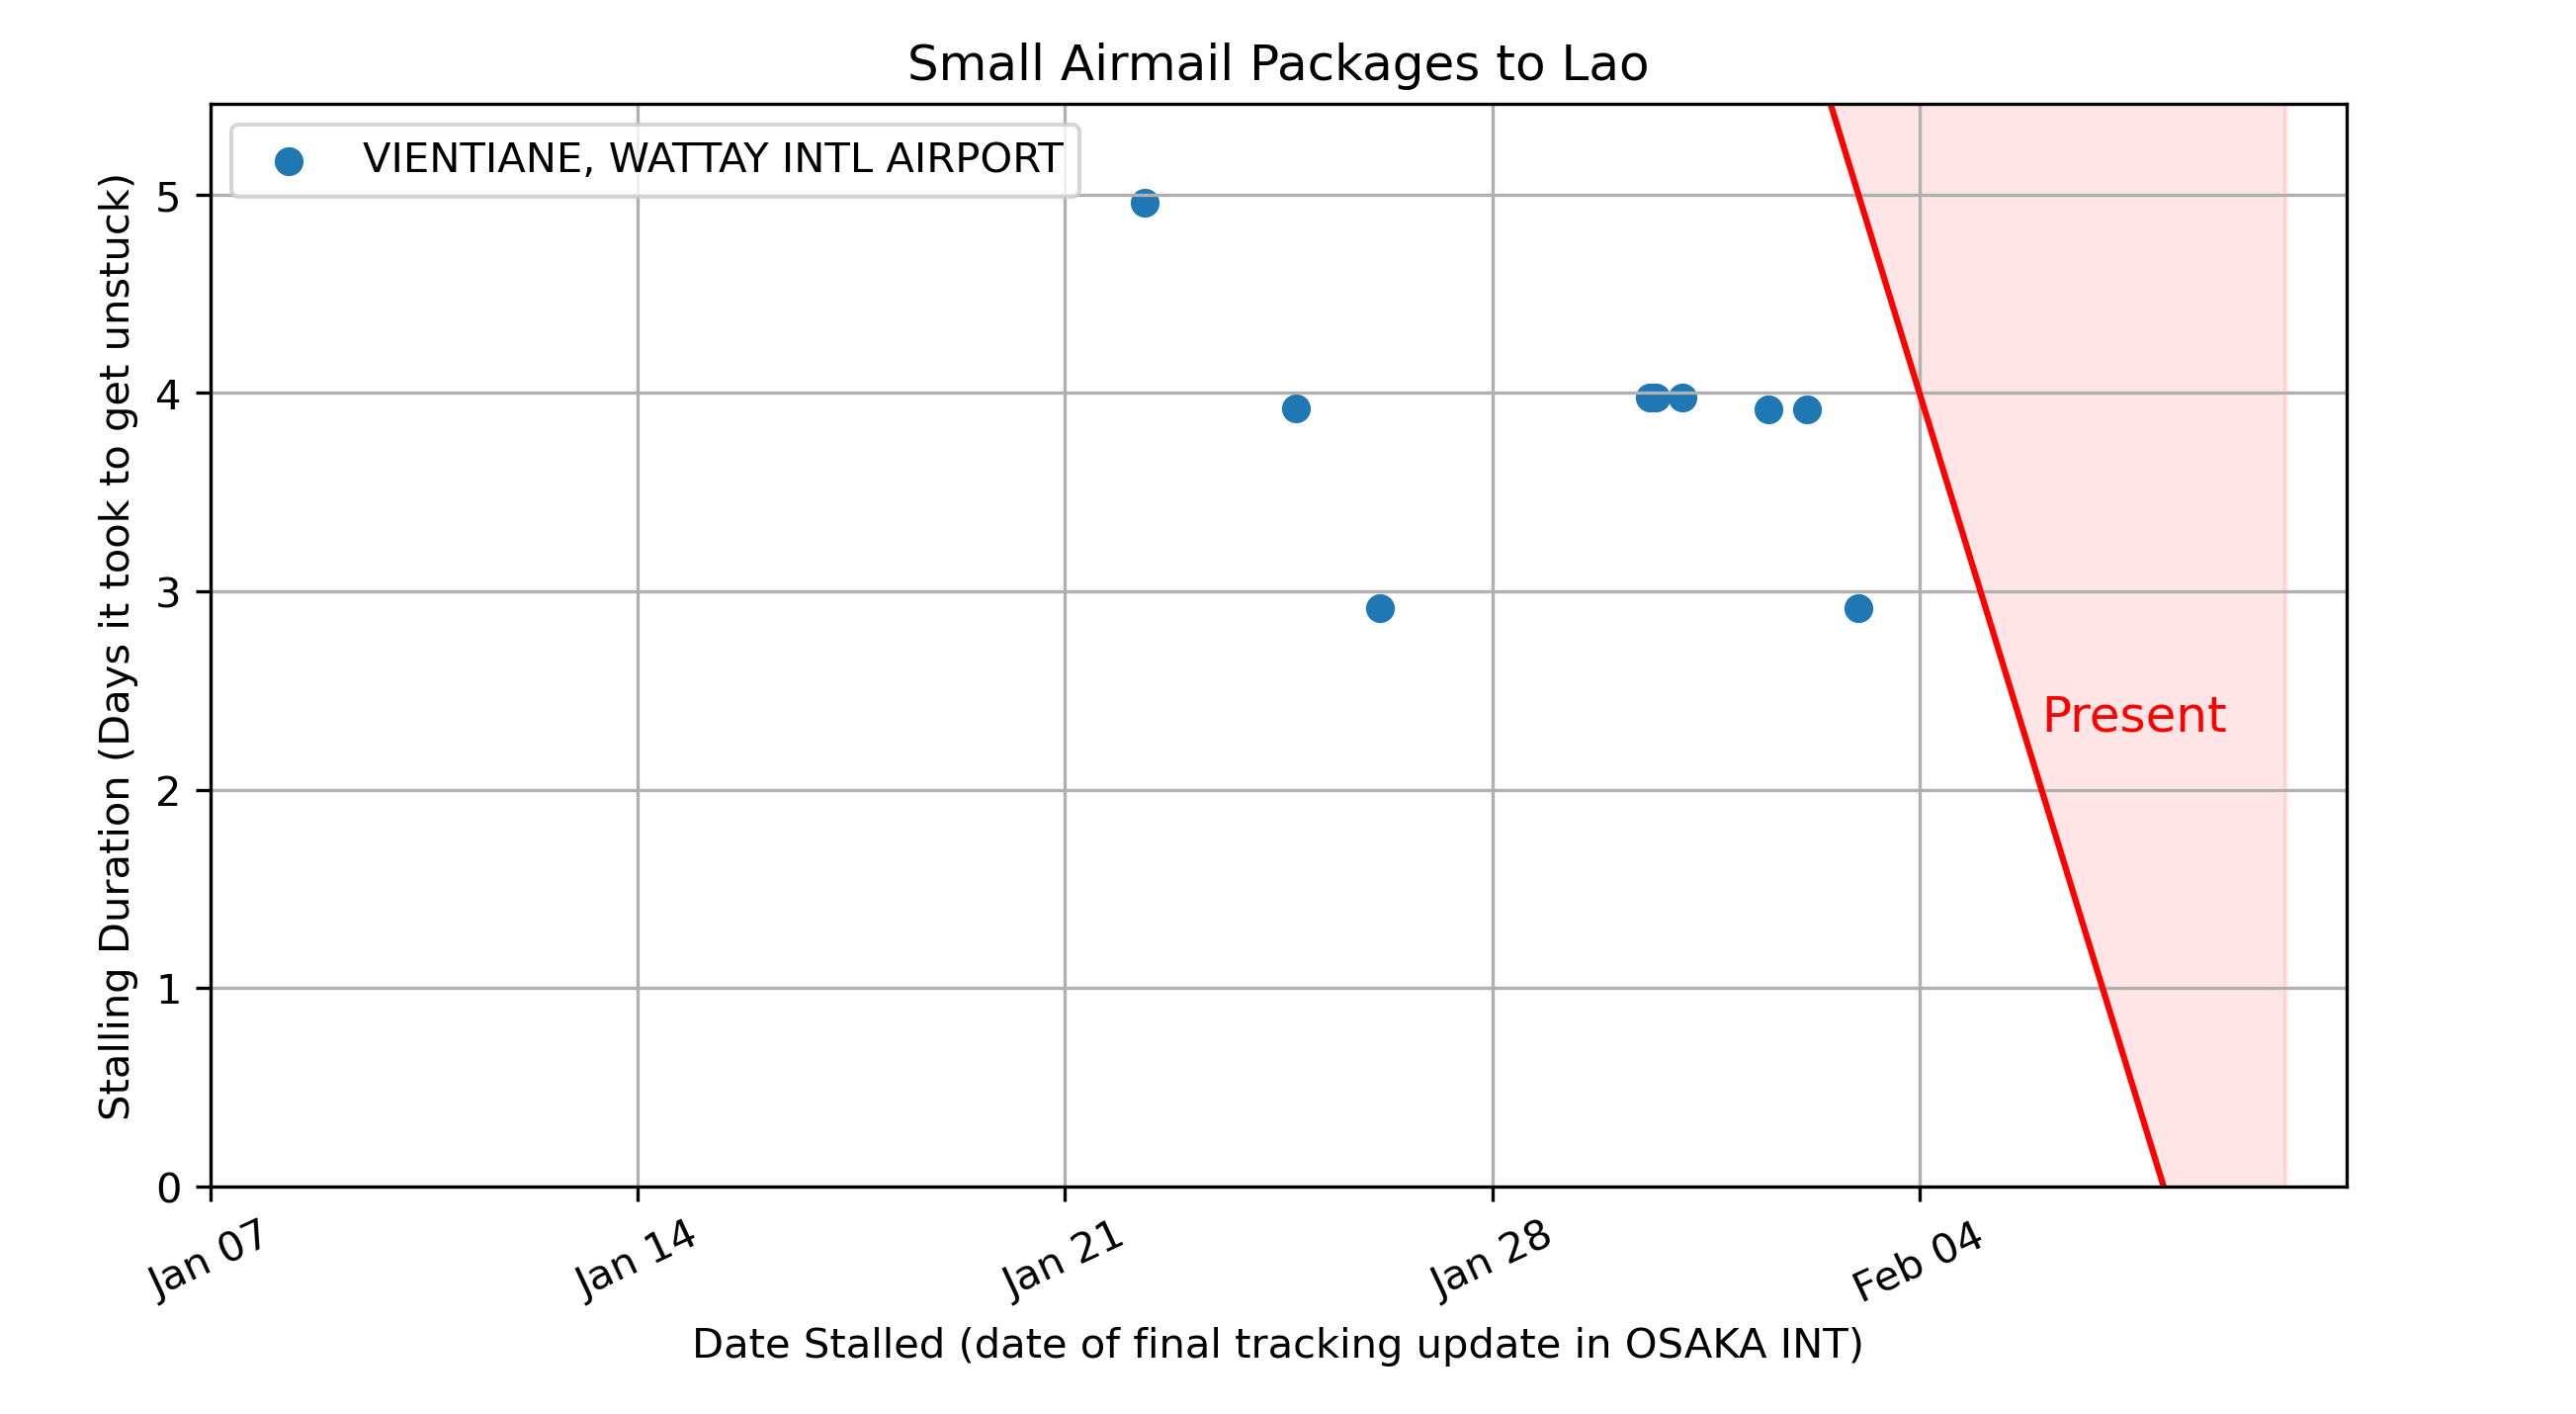 Small Airmail Packages to Lao
VIENTIANE, WATTAY INTL AIRPORT
Stalling Duration (Days it took to get unstuck)
5
4
3
2
1
0
Present
Jan 07
Jan 14
Jan 21
Jan 28
Feb 04
Date Stalled (date of final tracking update in OSAKA INT)